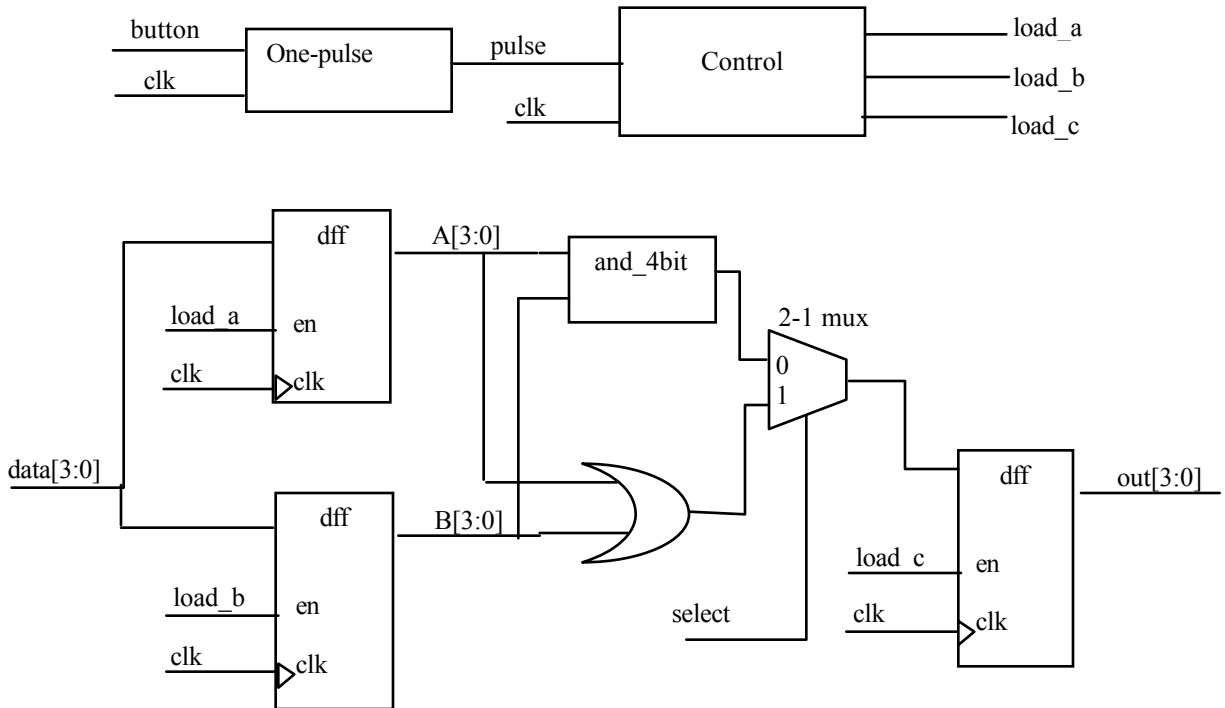 button
One-pulse
pulse
clk
clk
Control
load_a
load_b
load_c
dff
load_a
en
clk
clk
A[3:0]
and_4bit
2-1 mux
0
1
data[3:0]
dff
load_b
en
clk
clk
B[3:0]
select
dff
load_c
en
clk
clk
out[3:0]